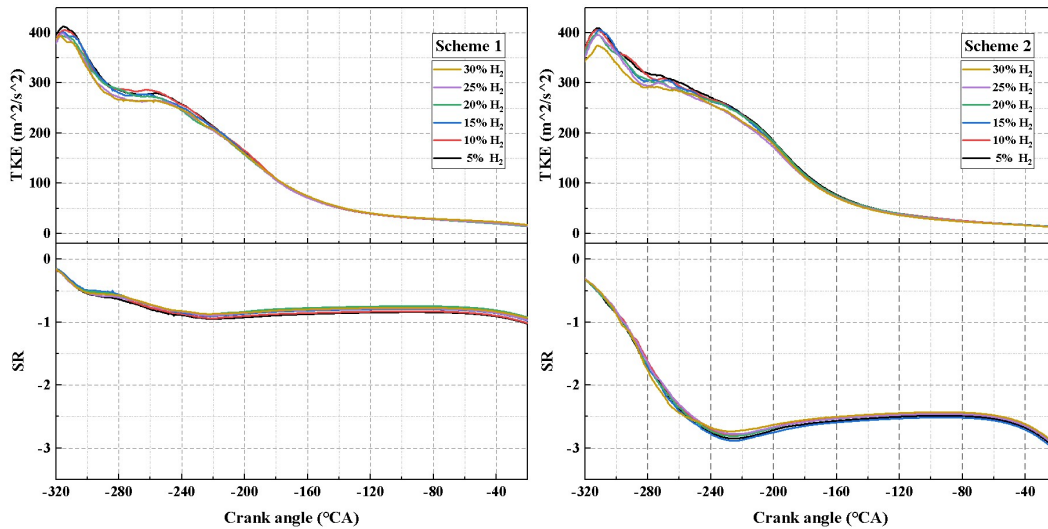 400
300
200
100
0
TKE (m^2/s^2)
Scheme 1
30% H₂
25% H₂
20% H₂
15% H₂
10% H₂
5% H₂
0
-1
-2
-3
SR
-320 -280 -240 -200 -160 -120 -80 -40
Crank angle (°CA)
400
300
200
100
0
TKE (m^2/s^2)
Scheme 2
30% H₂
25% H₂
20% H₂
15% H₂
10% H₂
5% H₂
0
-1
-2
-3
SR
-320 -280 -240 -200 -160 -120 -80 -40
Crank angle (°CA)